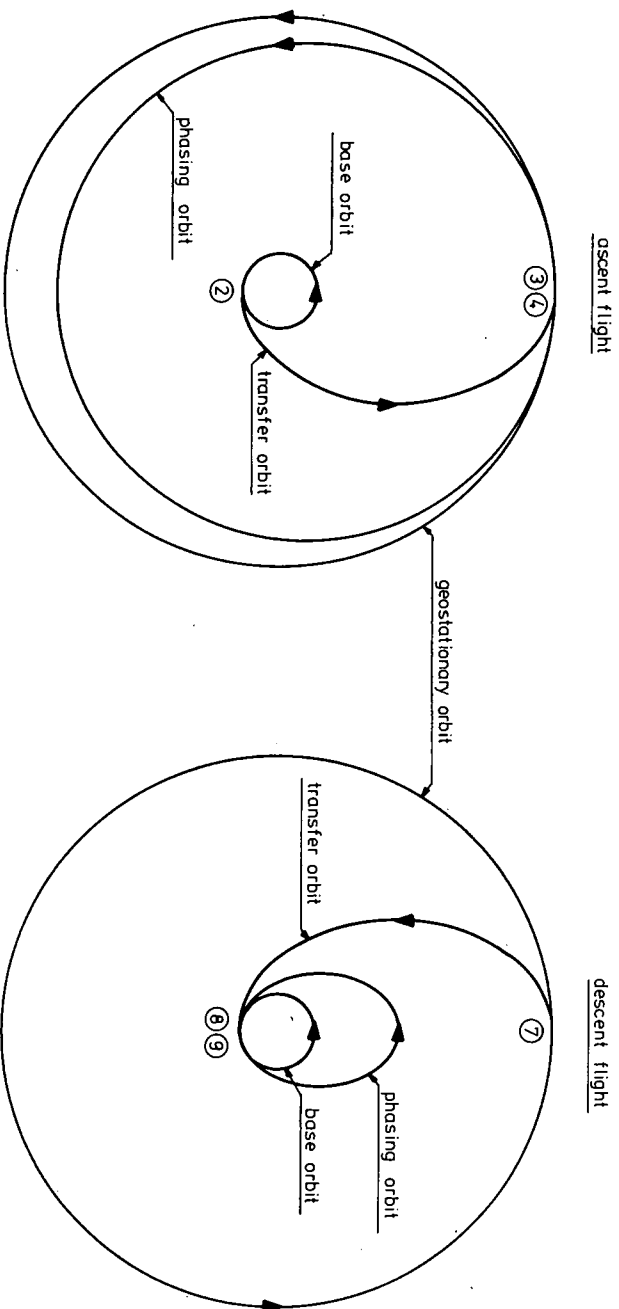 ascent flight
③④
base orbit
②
phasing orbit
transfer orbit
geostationary orbit
descent flight
⑦
transfer orbit
⑧⑨
phasing orbit
base orbit